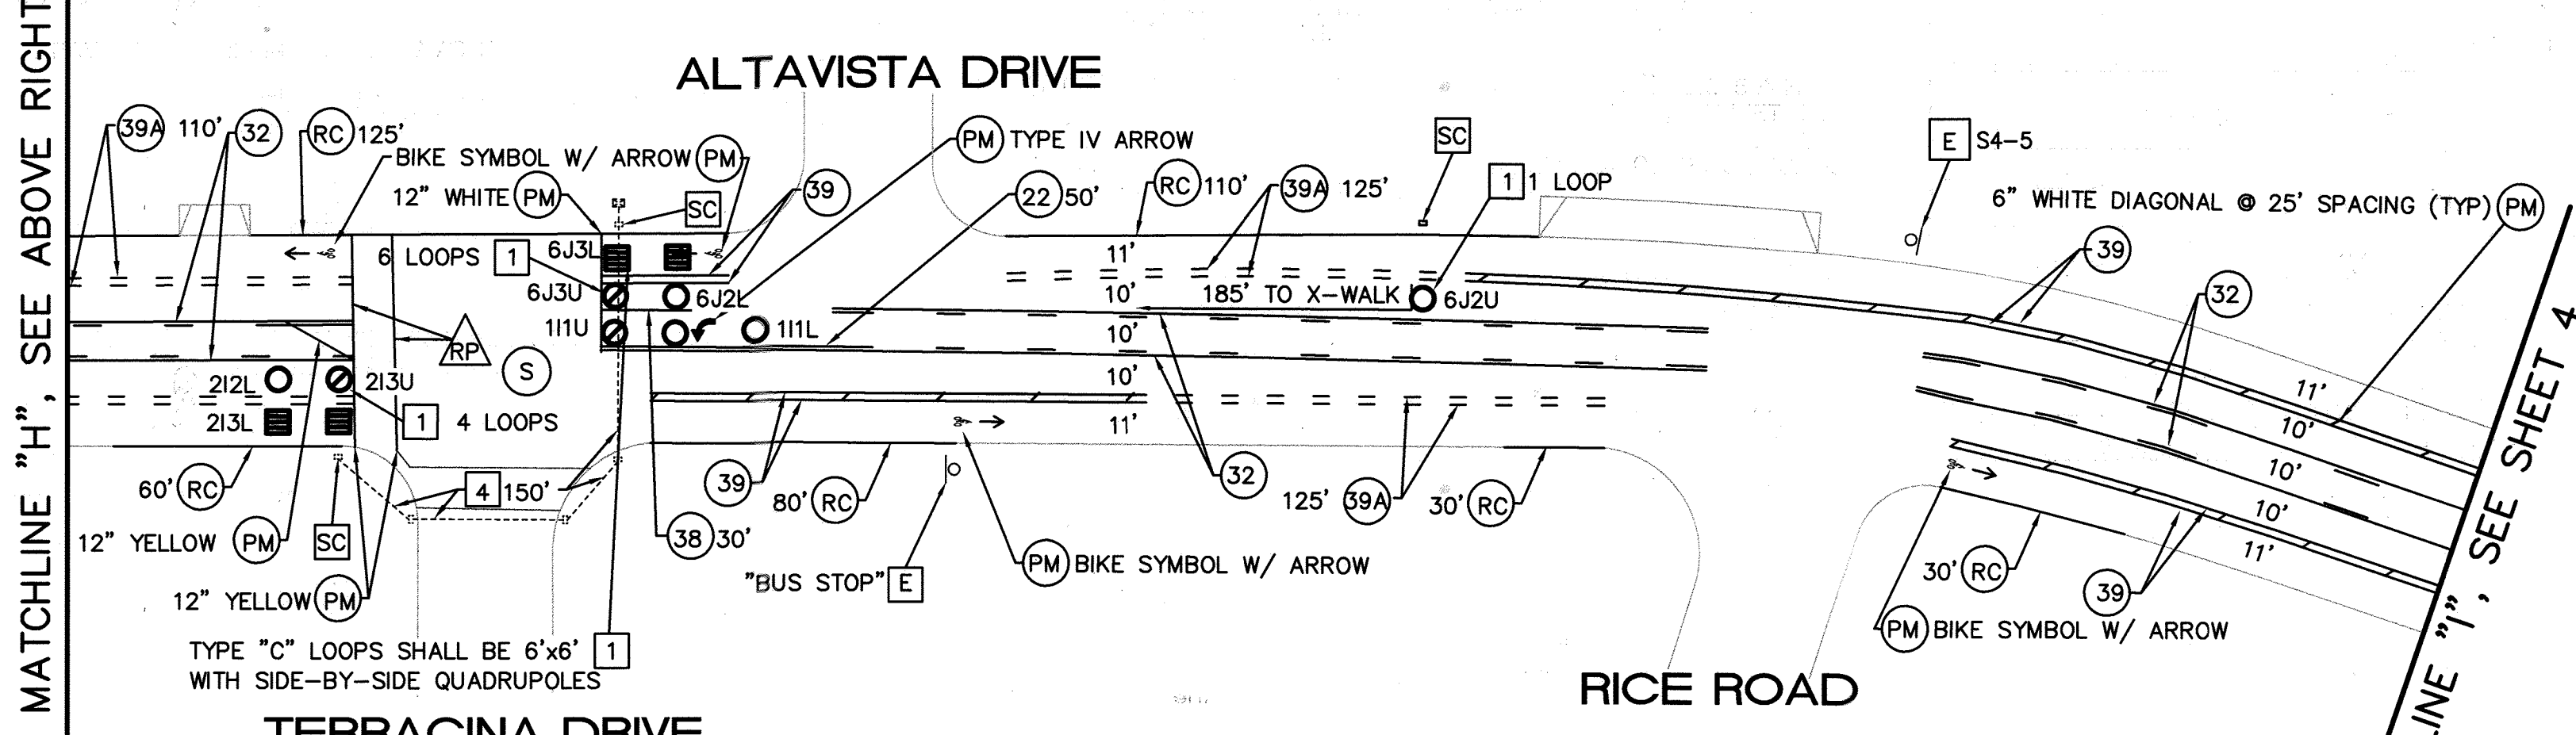 MATCHLINE "H", SEE ABOVE RIGHT
ALTAVISTA DRIVE
39A 110' 32
RC 125'
BIKE SYMBOL W/ ARROW PM
12" WHITE PM
SC
39
PM TYPE IV ARROW
22 50'
RC 110'
39A 125'
SC
1 1 LOOP
E S4-5
6" WHITE DIAGONAL @ 25' SPACING (TYP) PM
39
32
6 LOOPS 1
6J3L
6J3U
6J2L
1I1U
1I1L
11'
10'
185' TO X-WALK
6J2U
10'
10'
11'
RP
S
2I2L
2I3U
2I3L
1 4 LOOPS
60' RC
4 150'
12" YELLOW PM
SC
12" YELLOW PM
38 30'
39
80' RC
32
125' 39A
30' RC
"BUS STOP" E
PM BIKE SYMBOL W/ ARROW
11'
10'
10'
10'
11'
30' RC
39
PM BIKE SYMBOL W/ ARROW
TYPE "C" LOOPS SHALL BE 6'x6' 1
WITH SIDE-BY-SIDE QUADRUPOLES
TERRACINA DRIVE
RICE ROAD
LINE "I", SEE SHEET 4